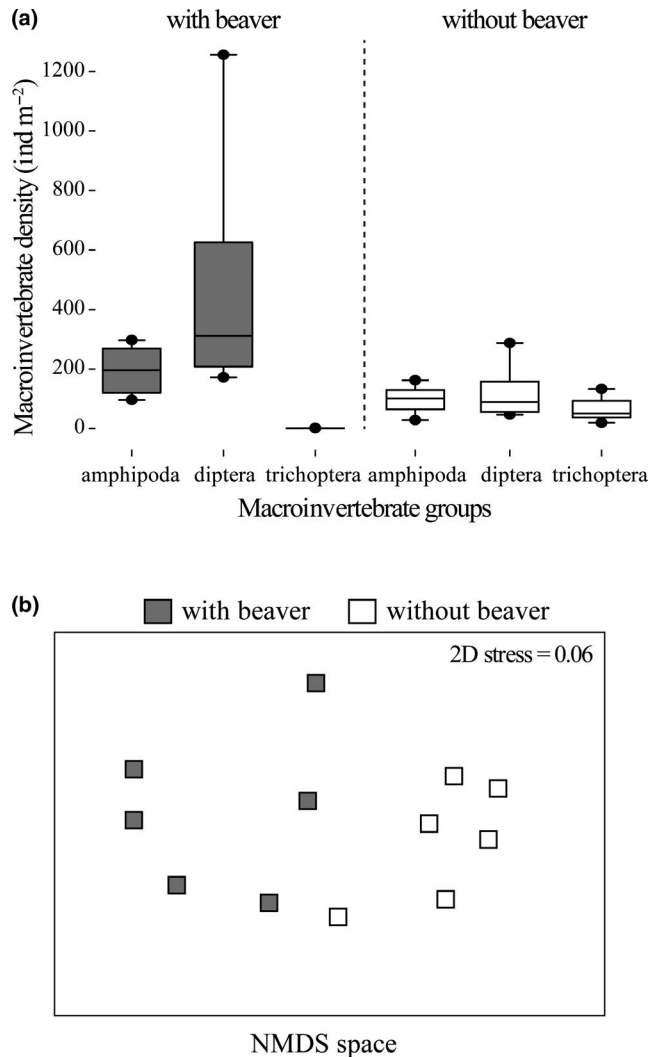 (a)
with beaver
without beaver
Macroinvertebrate density (ind m⁻²)
1200
1000
800
600
400
200
0
amphipoda diptera trichoptera amphipoda diptera trichoptera
Macroinvertebrate groups
(b)
with beaver without beaver
2D stress = 0.06
NMDS space